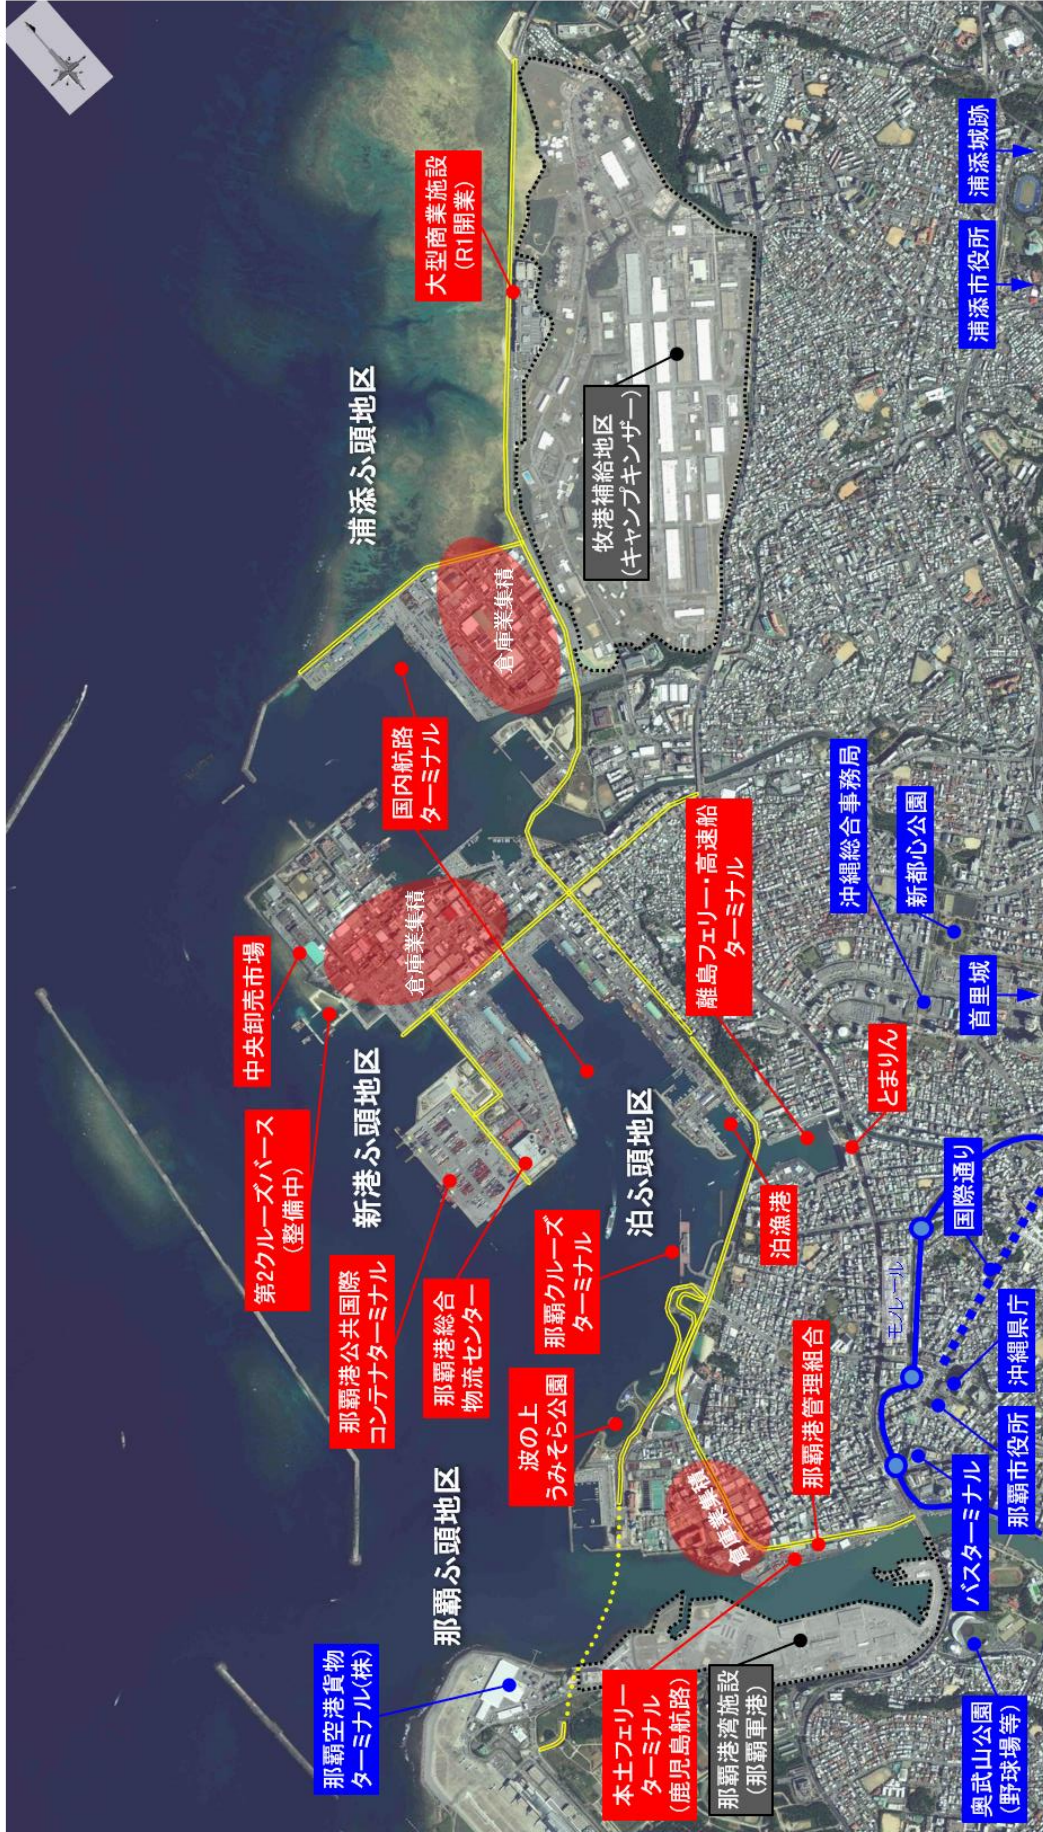 那覇空港貨物
ターミナル(株)
那覇ふ頭地区
新港ふ頭地区
浦添ふ頭地区
泊ふ頭地区
第2クルーズバース
(整備中)
中央卸売市場
大型商業施設
(R1開業)
那覇港公共国際
コンテナターミナル
那覇港総合
物流センター
国内航路
ターミナル
倉庫業集積
倉庫業集積
倉庫業集積
波の上
うみそら公園
那覇クルーズ
ターミナル
牧港補給地区
(キャンプキンザー)
本土フェリー
ターミナル
(鹿児島航路)
那覇港湾施設
(那覇軍港)
那覇港管理組合
泊漁港
離島フェリー・高速船
ターミナル
とまりん
モノレール
沖縄総合事務局
新都心公園
首里城
国際通り
沖縄県庁
那覇市役所
バスターミナル
奥武山公園
(野球場等)
浦添市役所
浦添城跡